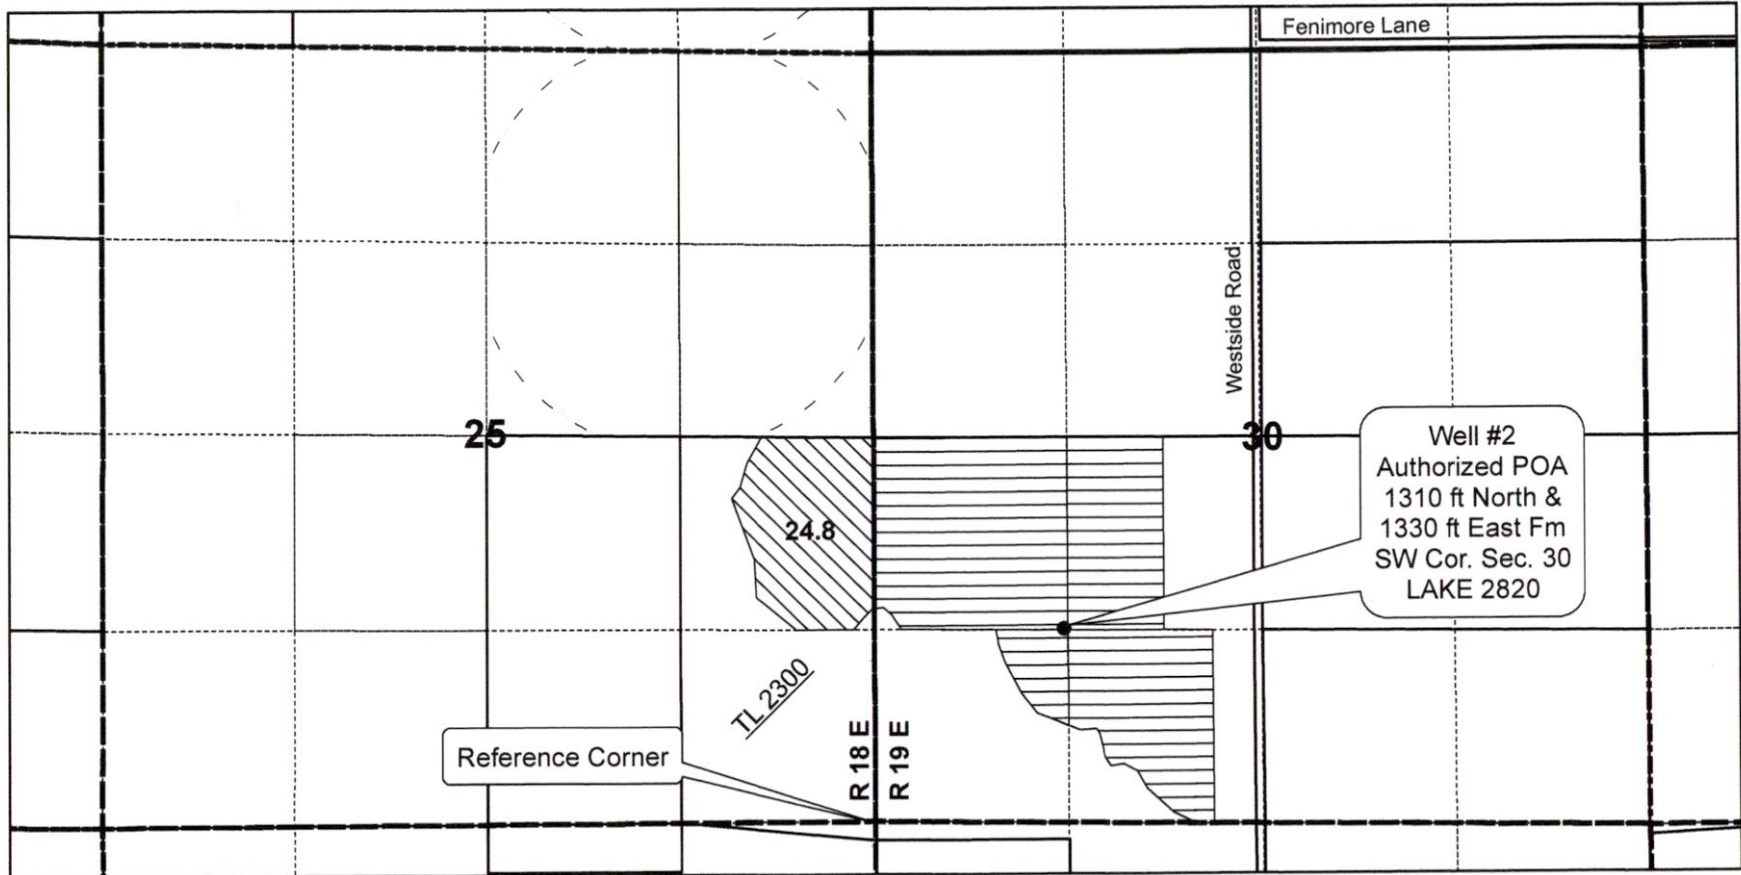 Fenimore Lane
Westside Road
25
30
Well #2
Authorized POA
1310 ft North &
1330 ft East Fm
SW Cor. Sec. 30
LAKE 2820
24.8
TL 2300
R 18 E
R 19 E
Reference Corner